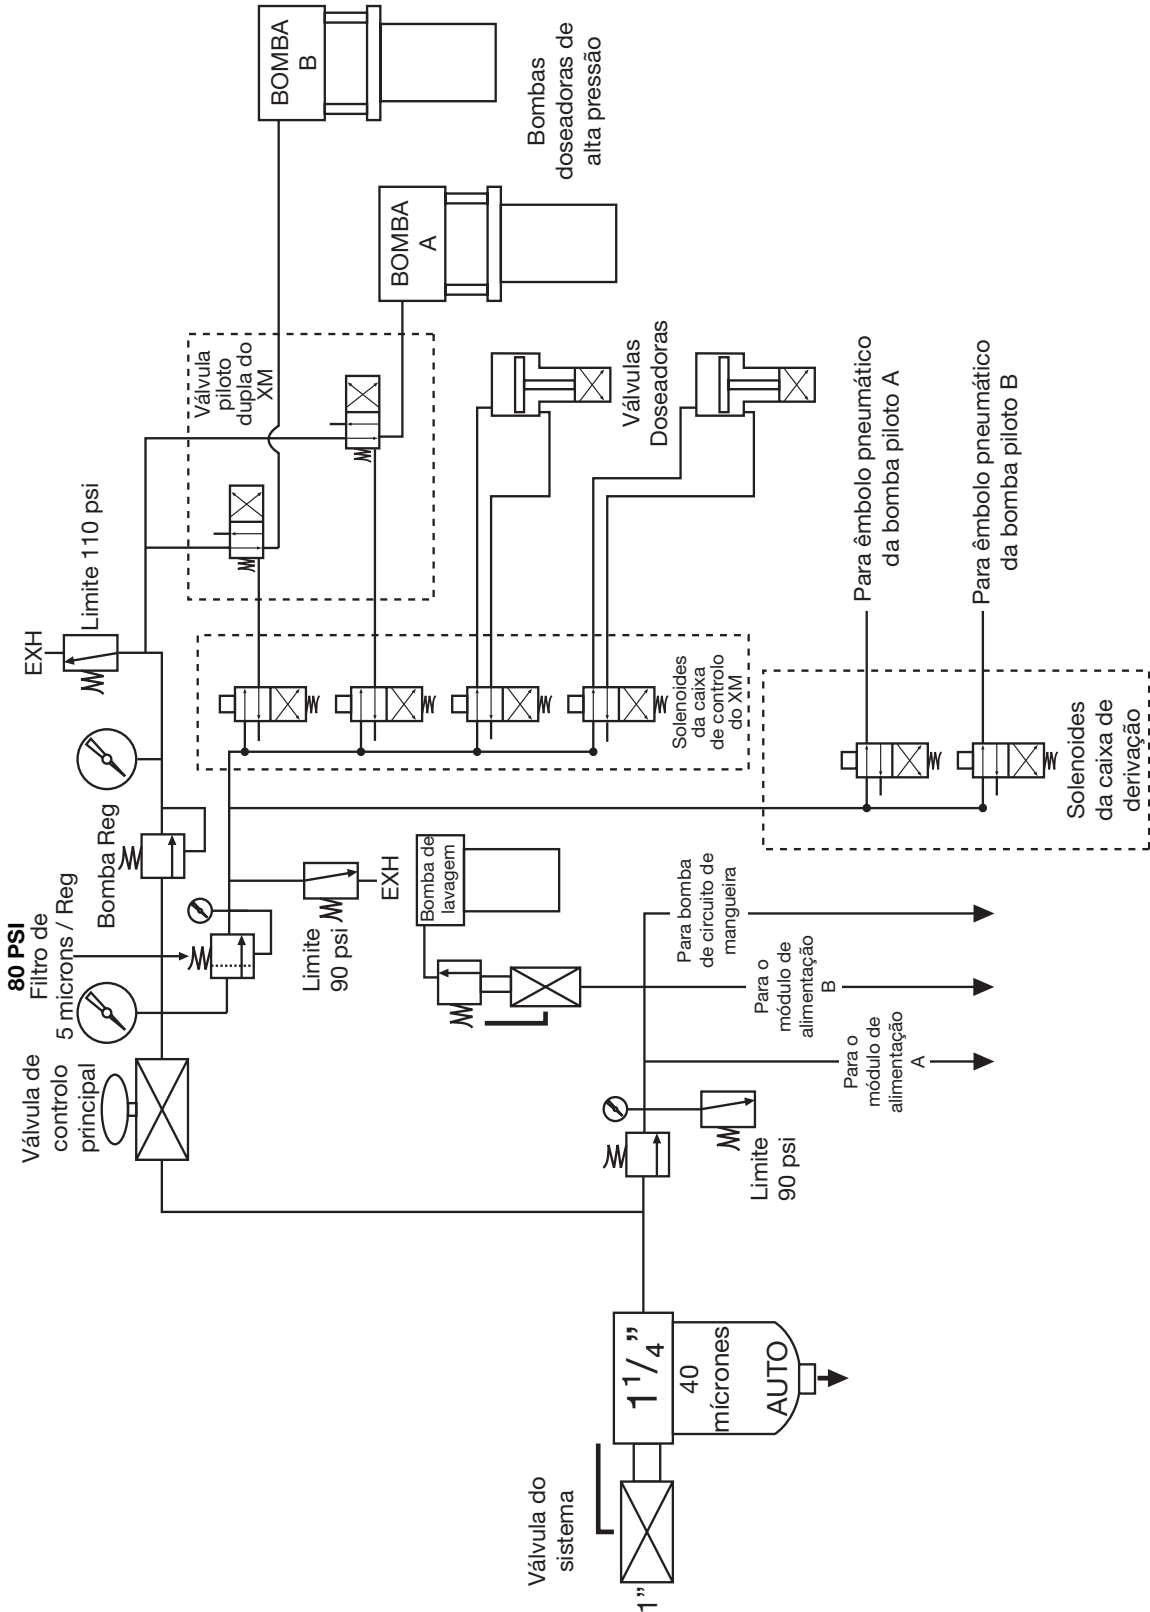 BOMBA
B
Bombas
doseadoras de
alta pressão
BOMBA
A
Válvula
piloto
dupla do
XM
Válvulas
Doseadoras
Para êmbolo pneumático
da bomba piloto A
Para êmbolo pneumático
da bomba piloto B
EXH
Limite 110 psi
Solenoides
da caixa
de controlo
do XM
Solenoides
da caixa de
derivação
Bomba Reg
80 PSI
Filtro de
5 microns / Reg
Limite
90 psi
EXH
Bomba de
lavagem
Para bomba
de circuito de
mangueira
Para o
módulo de
alimentação
B
Para o
módulo de
alimentação
A
Válvula de
controlo
principal
Limite
90 psi
1 1/4”
40
mícrones
AUTO
Válvula do
sistema
1”